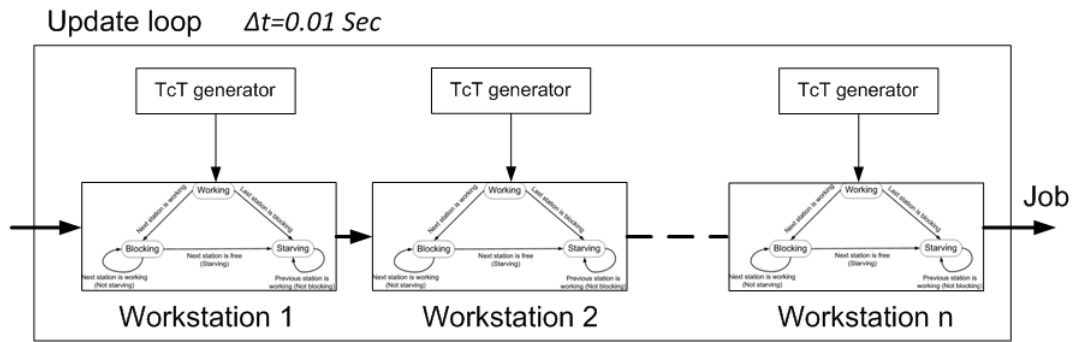 Update loop Δt=0.01 Sec
TcT generator TcT generator TcT generator
Working Working Working
Next station is working Last station is blocking Next station is working Last station is blocking Next station is working Last station is blocking
Blocking Starving Blocking Starving Blocking Starving
Next station is free Next station is free Next station is free
(Starving) (Starving) (Starving)
Next station is working Previous station is Next station is working Previous station is Next station is working Previous station is
(Not starving) working (Not blocking) (Not starving) working (Not blocking) (Not starving) working (Not blocking)
Job
Workstation 1 Workstation 2 Workstation n